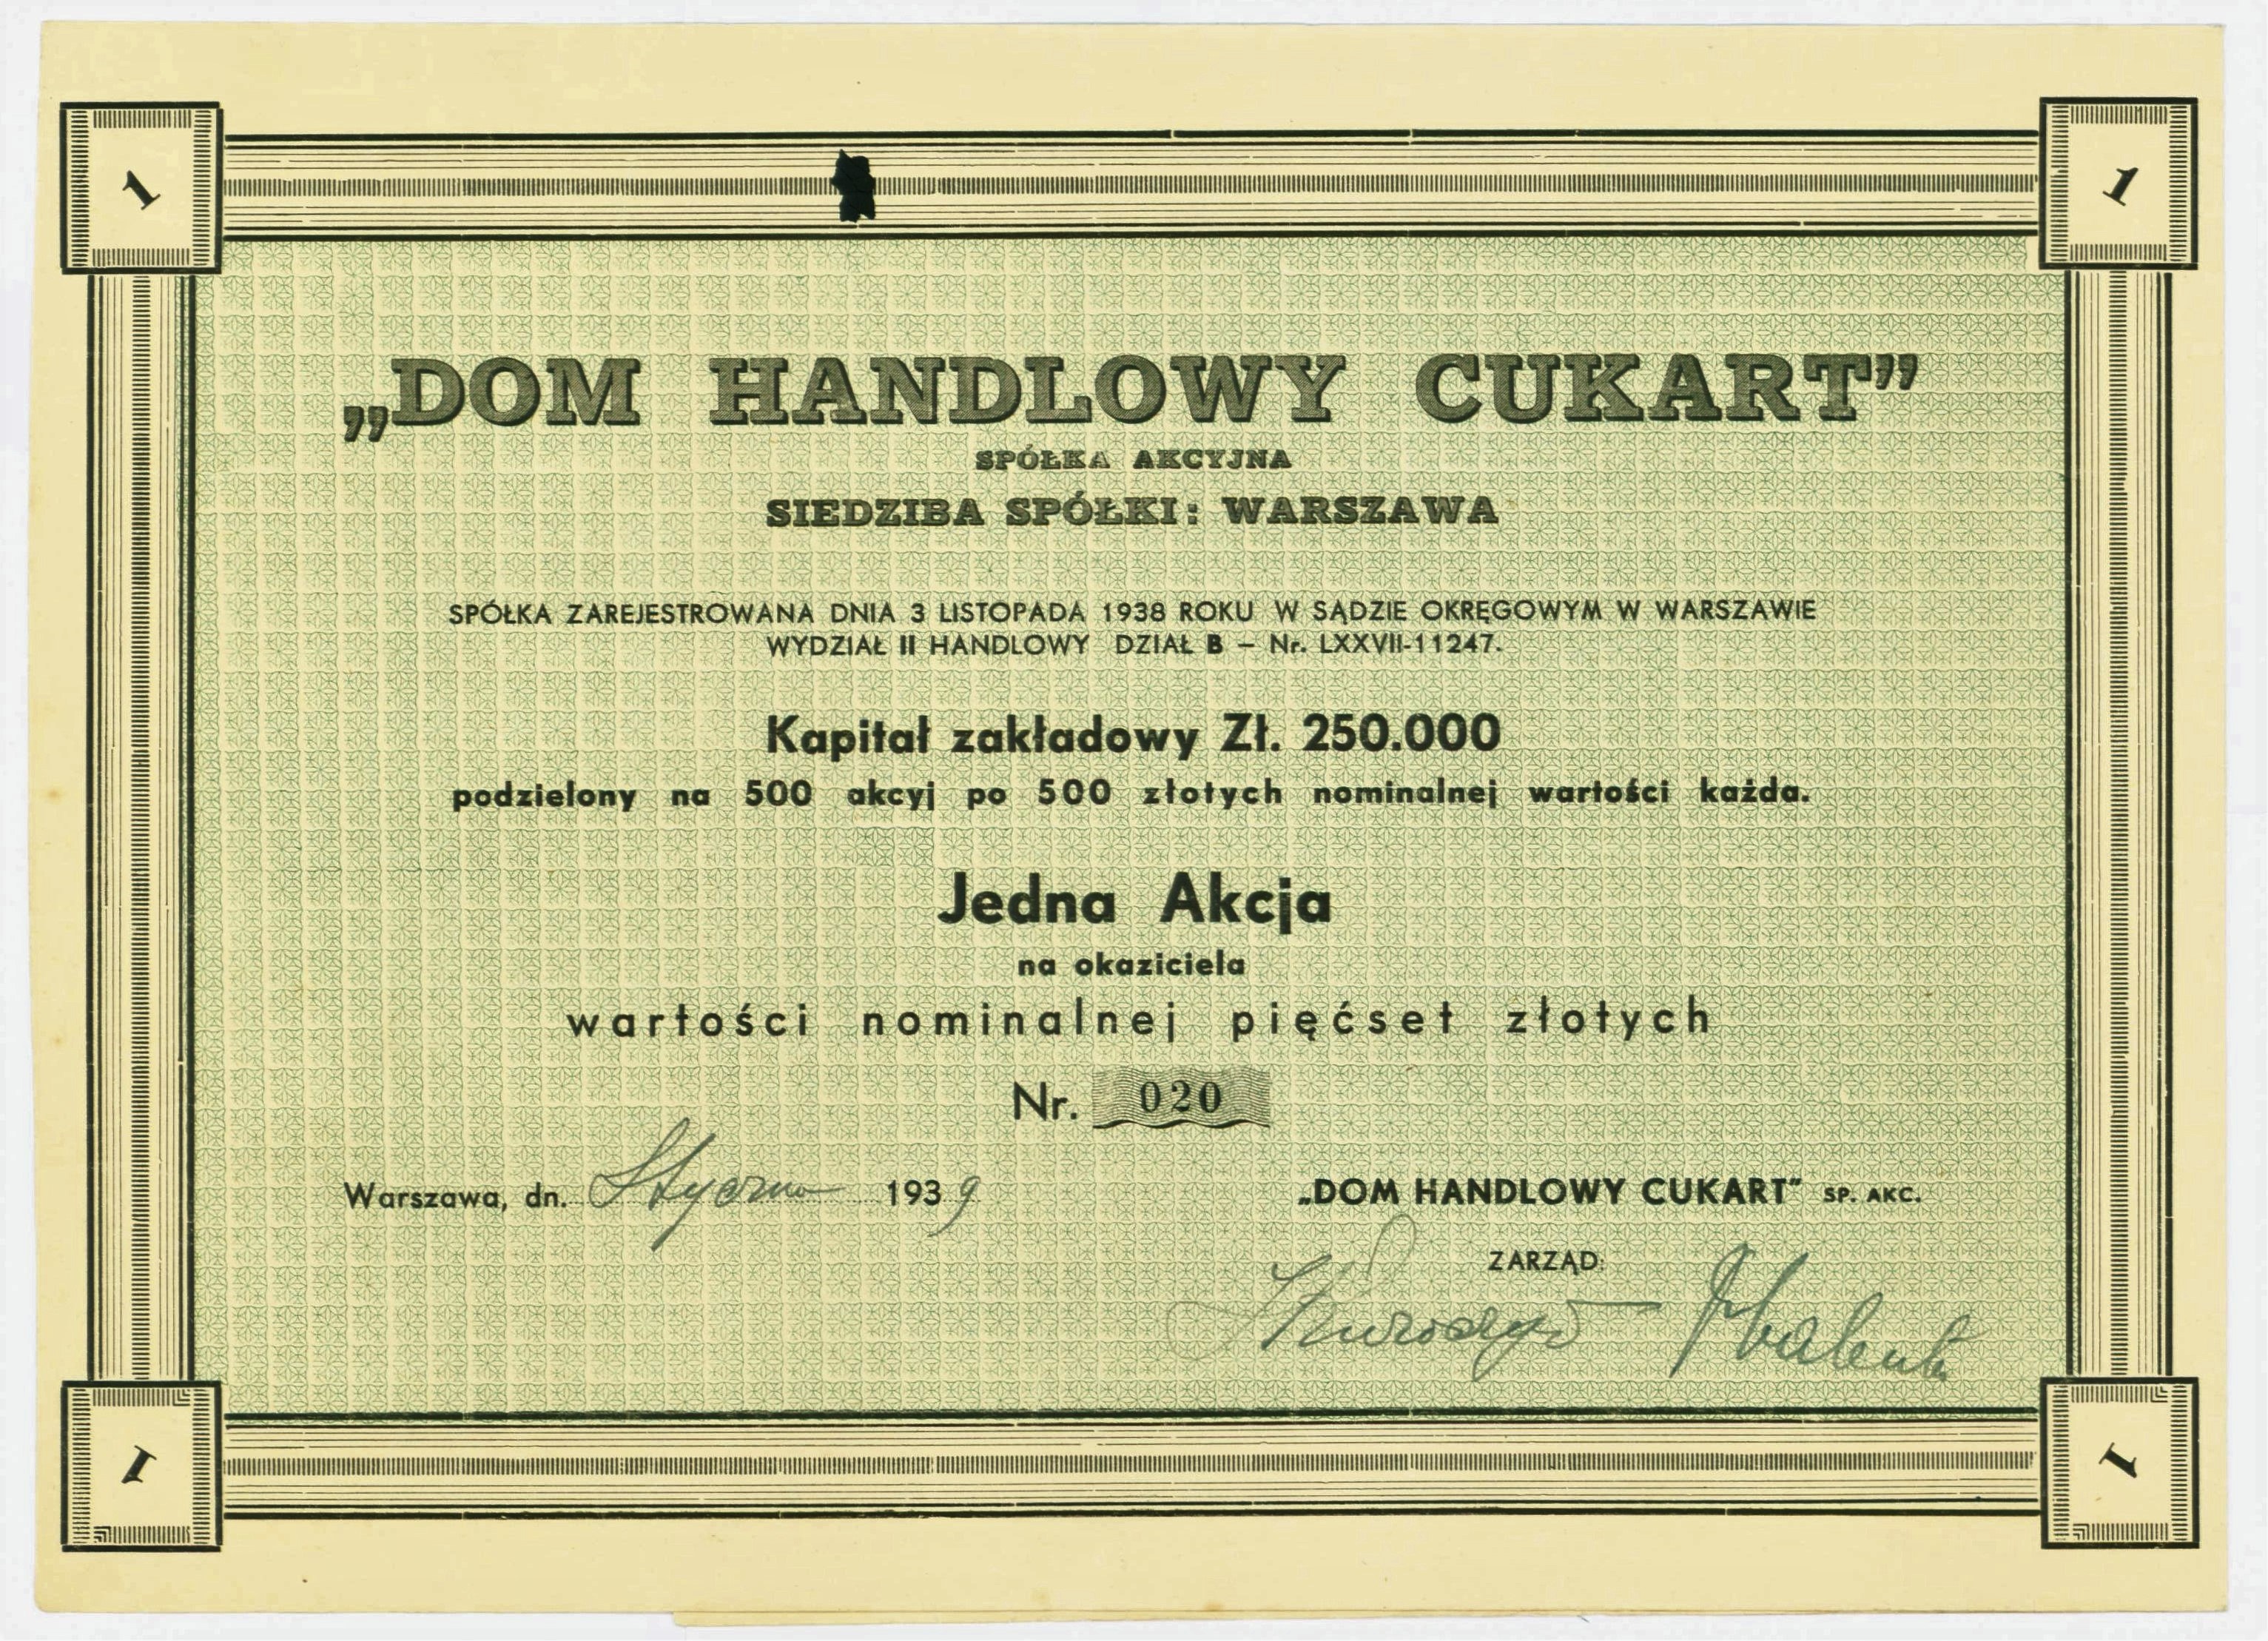 1
1
„DOM HANDLOWY CUKART”
SPÓŁKA AKCYJNA
SIEDZIBA SPÓŁKI: WARSZAWA
SPÓŁKA ZAREJESTROWANA DNIA 3 LISTOPADA 1938 ROKU W SĄDZIE OKRĘGOWYM W WARSZAWIE
WYDZIAŁ II HANDLOWY DZIAŁ B – Nr. LXXVII-11247.
Kapitał zakładowy Zł. 250.000
podzielony na 500 akcyj po 500 złotych nominalnej wartości każda.
Jedna Akcja
na okaziciela
wartości nominalnej pięćset złotych
Nr. 020
Warszawa, dn. Stycznia 1939
„DOM HANDLOWY CUKART” SP. AKC.
ZARZĄD:
1
1